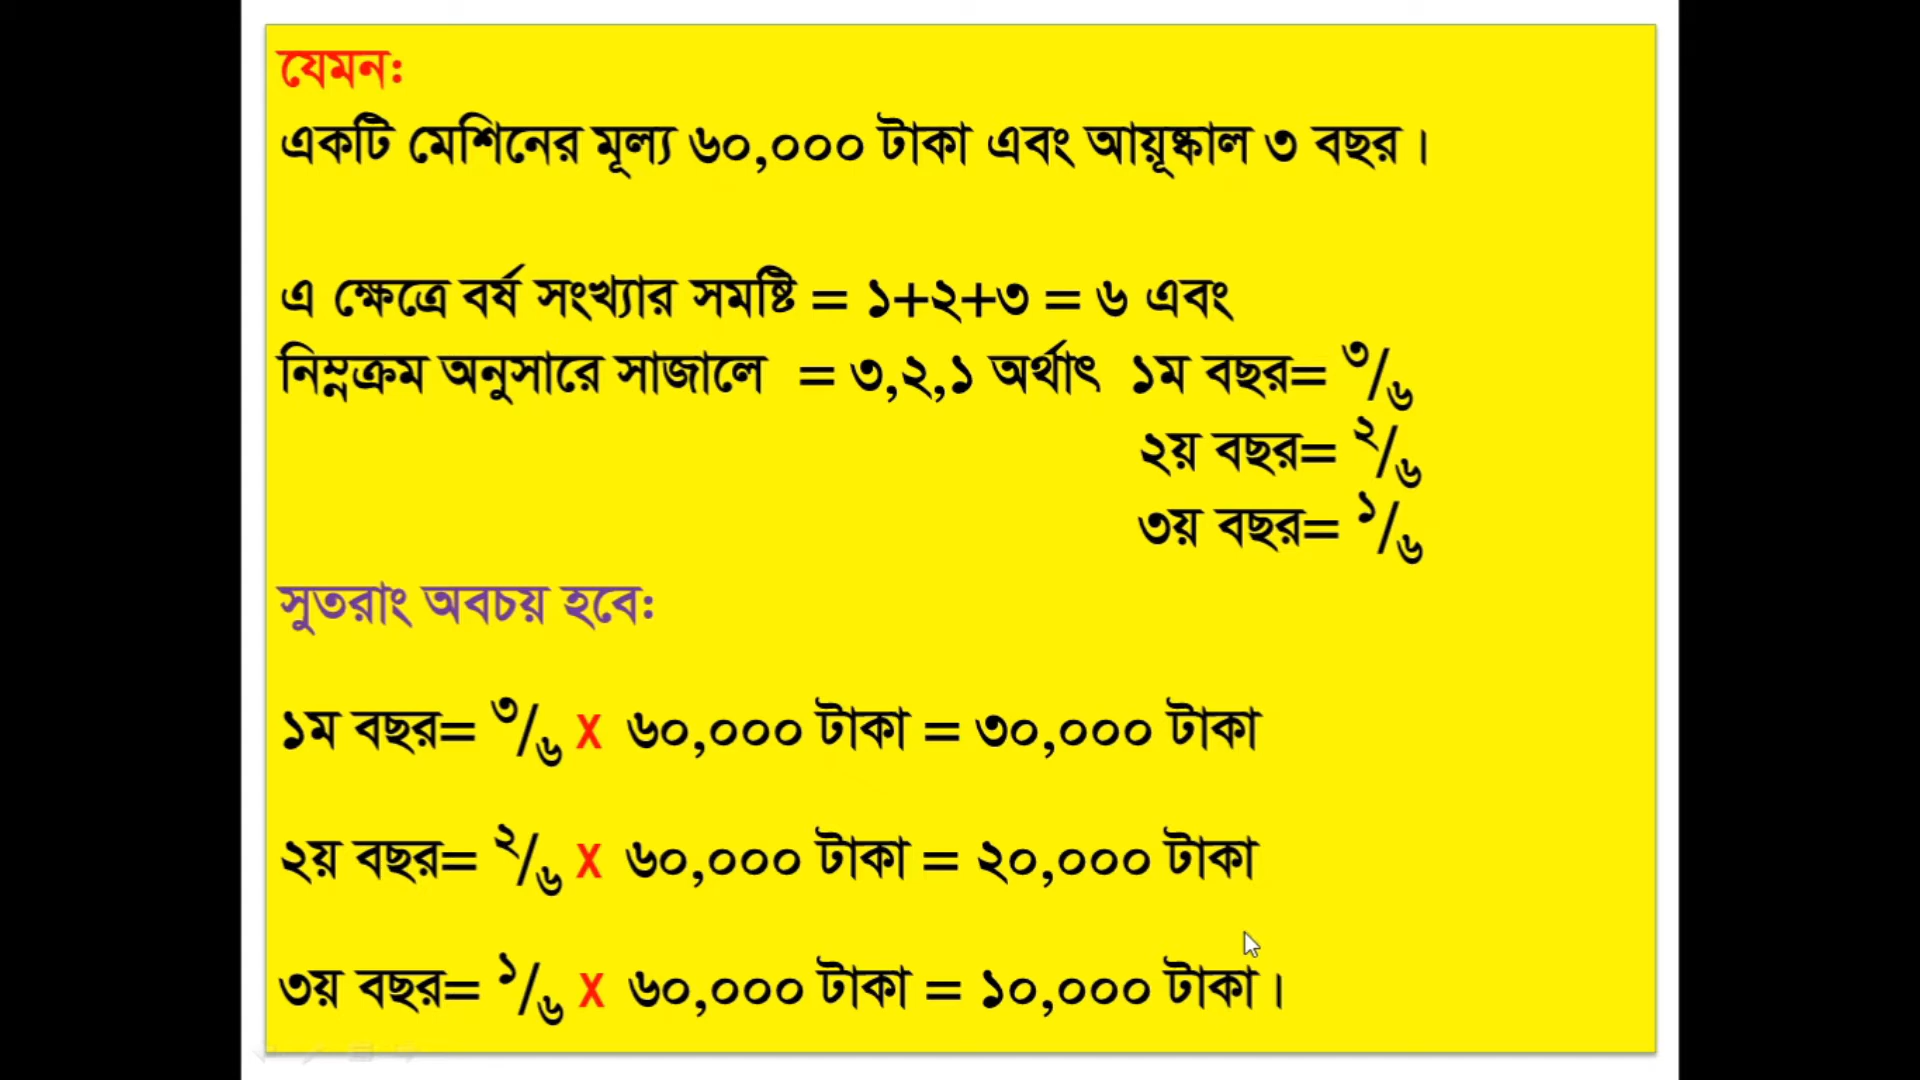 যেমন:
একটি মেশিনের মূল্য ৬০,০০০ টাকা এবং আয়ূষ্কাল ৩ বছর।
এ ক্ষেত্রে বর্ষ সংখ্যার সমষ্টি = ১+২+৩ = ৬ এবং
নিম্নক্রম অনুসারে সাজালে = ৩,২,১ অর্থাৎ ১ম বছর= ৩/৬
২য় বছর= ২/৬
৩য় বছর= ১/৬
সুতরাং অবচয় হবে:
১ম বছর= ৩/৬ X ৬০,০০০ টাকা = ৩০,০০০ টাকা
২য় বছর= ২/৬ X ৬০,০০০ টাকা = ২০,০০০ টাকা
৩য় বছর= ১/৬ X ৬০,০০০ টাকা = ১০,০০০ টাকা।